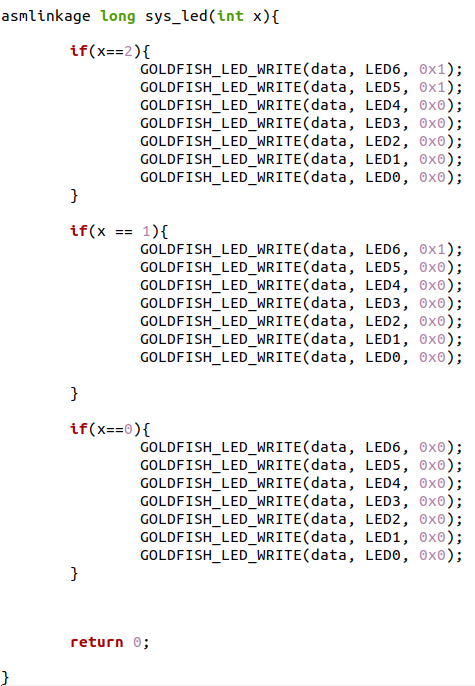 asmlinkage long sys_led(int x){
if(x==2){
GOLDFISH_LED_WRITE(data, LED6, 0x1);
GOLDFISH_LED_WRITE(data, LED5, 0x1);
GOLDFISH_LED_WRITE(data, LED4, 0x0);
GOLDFISH_LED_WRITE(data, LED3, 0x0);
GOLDFISH_LED_WRITE(data, LED2, 0x0);
GOLDFISH_LED_WRITE(data, LED1, 0x0);
GOLDFISH_LED_WRITE(data, LED0, 0x0);
}
if(x == 1){
GOLDFISH_LED_WRITE(data, LED6, 0x1);
GOLDFISH_LED_WRITE(data, LED5, 0x0);
GOLDFISH_LED_WRITE(data, LED4, 0x0);
GOLDFISH_LED_WRITE(data, LED3, 0x0);
GOLDFISH_LED_WRITE(data, LED2, 0x0);
GOLDFISH_LED_WRITE(data, LED1, 0x0);
GOLDFISH_LED_WRITE(data, LED0, 0x0);
}
if(x==0){
GOLDFISH_LED_WRITE(data, LED6, 0x0);
GOLDFISH_LED_WRITE(data, LED5, 0x0);
GOLDFISH_LED_WRITE(data, LED4, 0x0);
GOLDFISH_LED_WRITE(data, LED3, 0x0);
GOLDFISH_LED_WRITE(data, LED2, 0x0);
GOLDFISH_LED_WRITE(data, LED1, 0x0);
GOLDFISH_LED_WRITE(data, LED0, 0x0);
}
return 0;
}